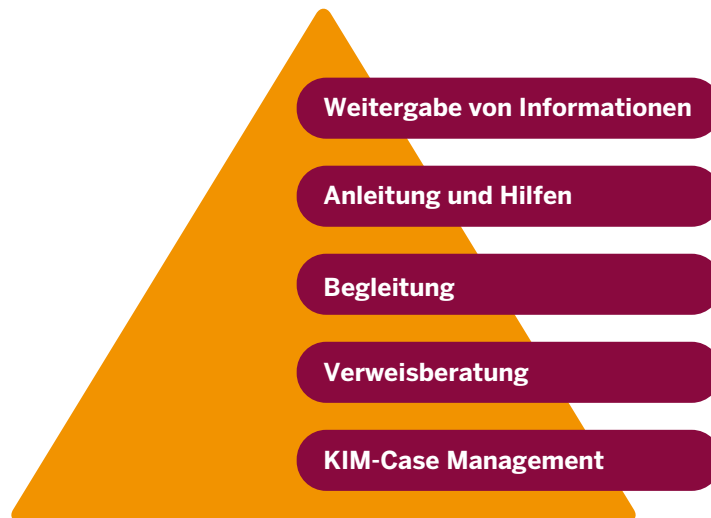 Weitergabe von Informationen
Anleitung und Hilfen
Begleitung
Verweisberatung
KIM-Case Management